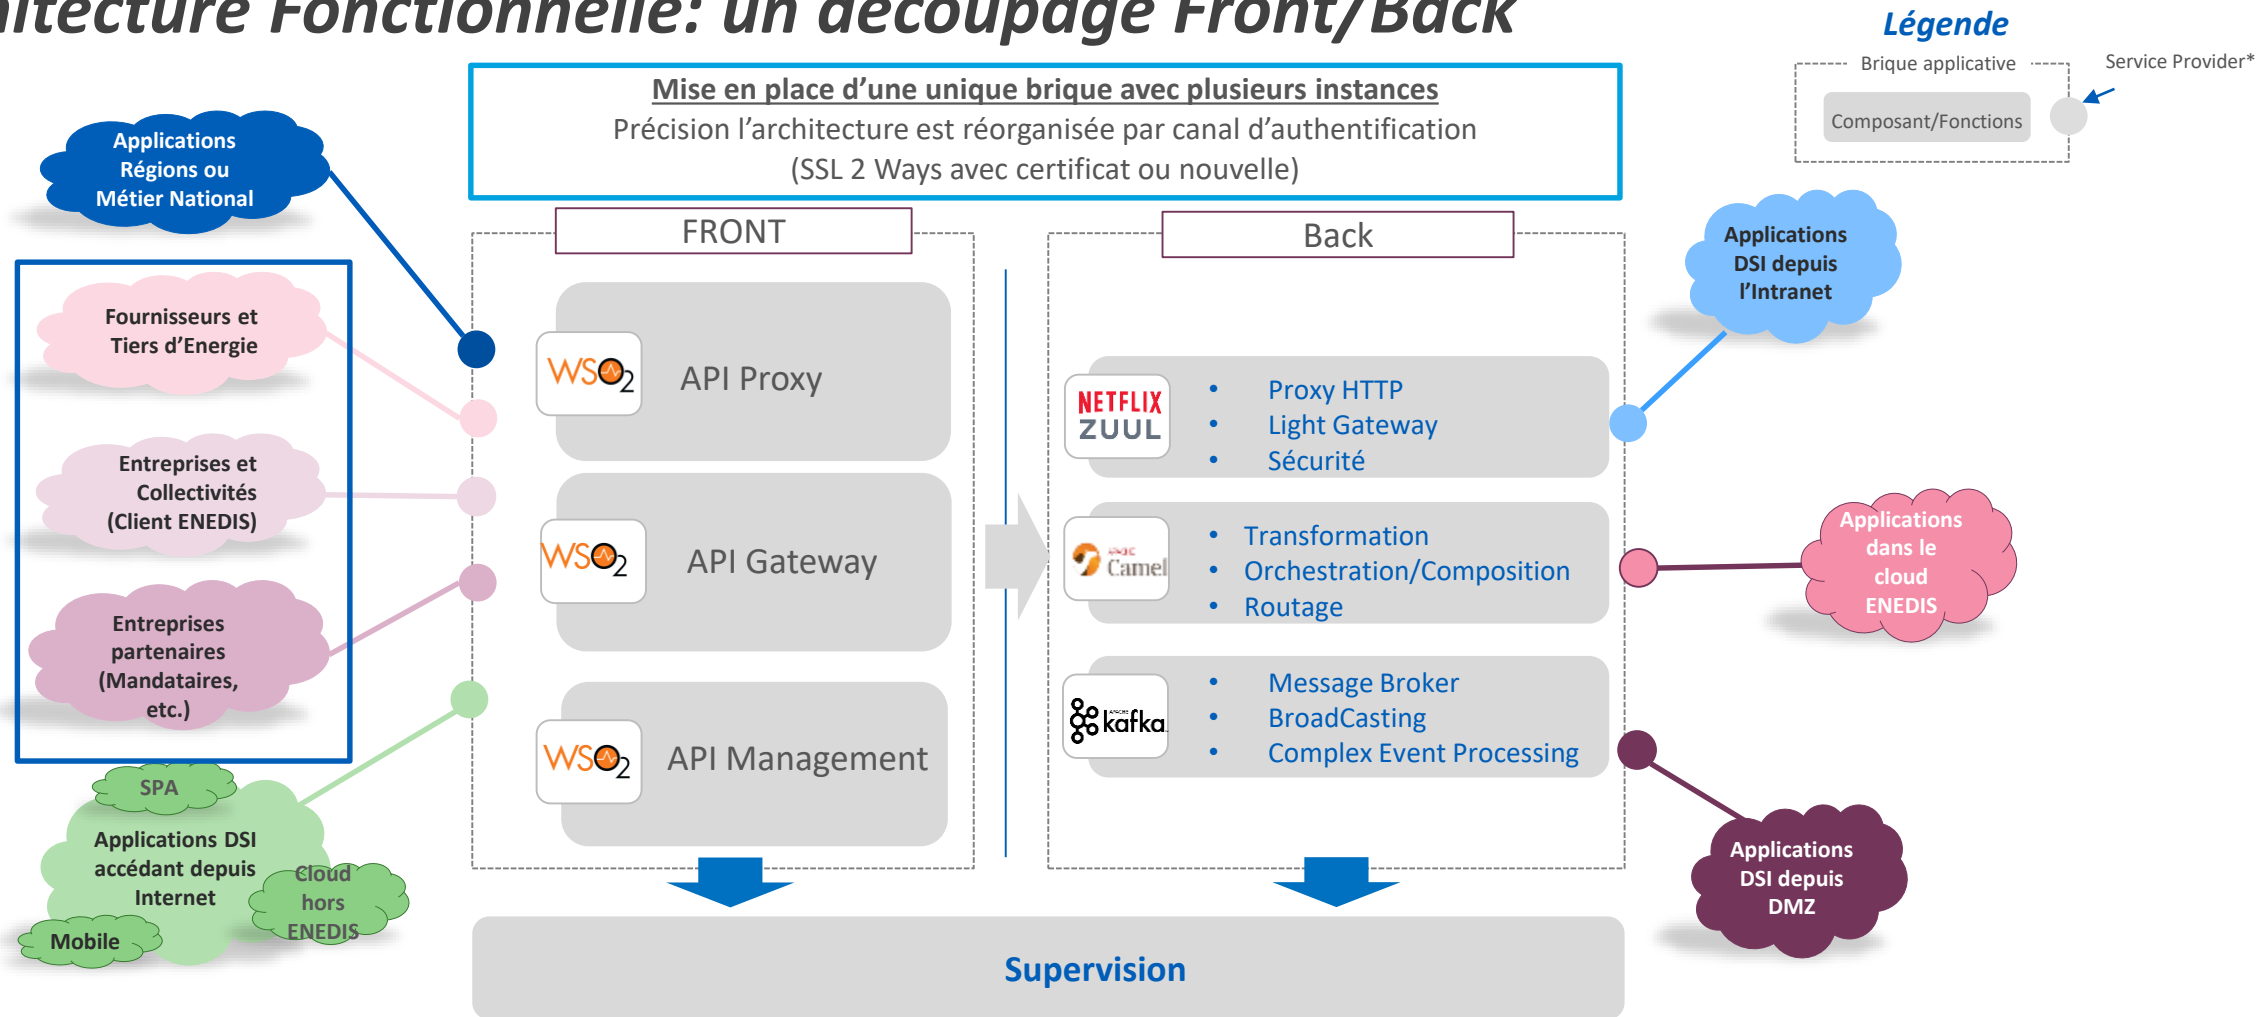 hitecture Fonctionnelle: un découpage Front/Back
Légende
Brique applicative
Service Provider*
Composant/Fonctions
Mise en place d'une unique brique avec plusieurs instances
Précision l'architecture est réorganisée par canal d'authentification
(SSL 2 Ways avec certificat ou nouvelle)
Applications
Régions ou
Métier National
Fournisseurs et
Tiers d'Energie
Entreprises et
Collectivités
(Client ENEDIS)
Entreprises
partenaires
(Mandataires,
etc.)
SPA
Applications DSI
accédant depuis
Internet
Cloud
hors
ENEDIS
Mobile
FRONT
WSO2
API Proxy
WSO2
API Gateway
WSO2
API Management
Back
NETFLIX
ZUUL
• Proxy HTTP
• Light Gateway
• Sécurité
APACHE
Camel
• Transformation
• Orchestration/Composition
• Routage
APACHE
kafka
• Message Broker
• BroadCasting
• Complex Event Processing
Applications
DSI depuis
l'Intranet
Applications
dans le
cloud
ENEDIS
Applications
DSI depuis
DMZ
Supervision